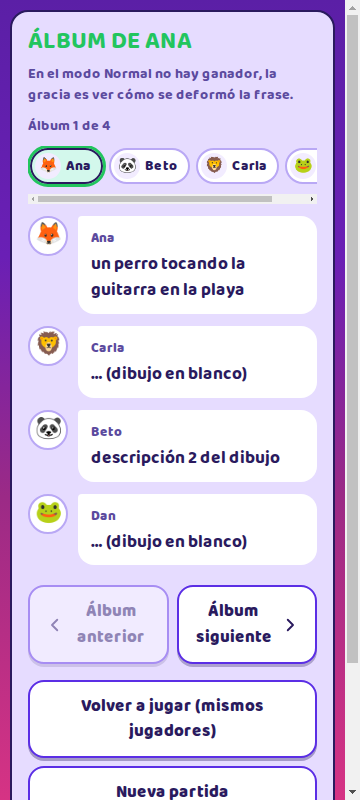 ÁLBUM DE ANA
En el modo Normal no hay ganador, la
gracia es ver cómo se deformó la frase.
Álbum 1 de 4
Ana
Beto
Carla
Ana
un perro tocando la
guitarra en la playa
Carla
... (dibujo en blanco)
Beto
descripción 2 del dibujo
Dan
... (dibujo en blanco)
Álbum
anterior
Álbum
siguiente
Volver a jugar (mismos
jugadores)
Nueva partida